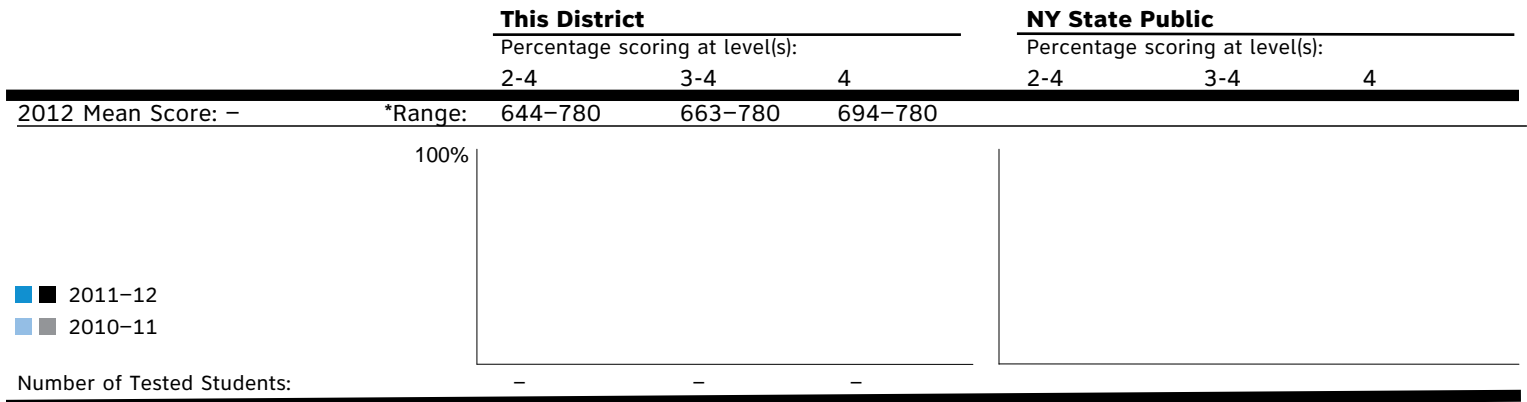 This District NY State Public
Percentage scoring at level(s): Percentage scoring at level(s):
2-4 3-4 4 2-4 3-4 4
2012 Mean Score: – *Range: 644–780 663–780 694–780
100%
2011–12
2010–11
Number of Tested Students: – – –